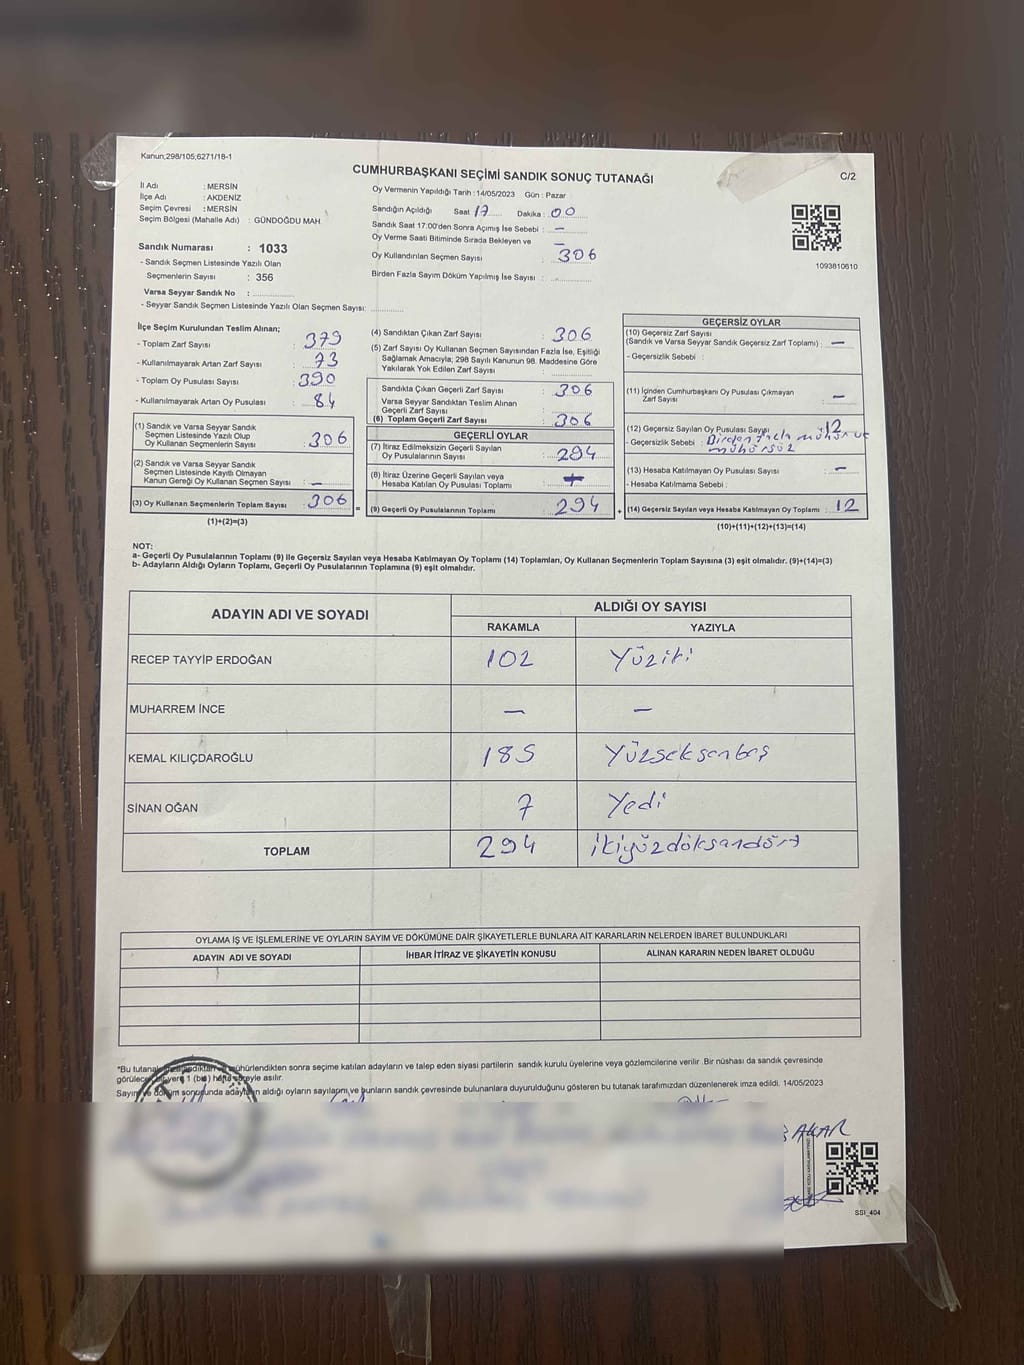 Kanun;298/105;6271/18-1
CUMHURBAŞKANI SEÇİMİ SANDIK SONUÇ TUTANAĞI
C/2
İl Adı : MERSİN
İlçe Adı : AKDENİZ
Seçim Çevresi : MERSİN
Seçim Bölgesi (Mahalle Adı) : GÜNDOĞDU MAH
Sandık Numarası : 1033
- Sandık Seçmen Listesinde Yazılı Olan
Seçmenlerin Sayısı : 356
Varsa Seyyar Sandık No :
- Seyyar Sandık Seçmen Listesinde Yazılı Olan Seçmen Sayısı:
Oy Vermenin Yapıldığı Tarih : 14/05/2023 Gün : Pazar
Sandığın Açıldığı Saat 17 Dakika : 00
Sandık Saat 17.00'den Sonra Açımış İse Sebebi : -
Oy Verme Saati Bitiminde Sırada Bekleyen ve -
Oy Kullandırılan Seçmen Sayısı : 306
Birden Fazla Sayım Döküm Yapılmış İse Sayısı :
1093810610
İlçe Seçim Kurulundan Teslim Alınan;
- Toplam Zarf Sayısı : 379
- Kullanılmayarak Artan Zarf Sayısı : 73
- Toplam Oy Pusulası Sayısı : 390
- Kullanılmayarak Artan Oy Pusulası : 84
(1) Sandık ve Varsa Seyyar Sandık
Seçmen Listesinde Yazılı Olup
Oy Kullanan Seçmenlerin Sayısı : 306
(2) Sandık ve Varsa Seyyar Sandık
Seçmen Listesinde Kayıtlı Olmayan
Kanun Gereği Oy Kullanan Seçmen Sayısı : -
(3) Oy Kullanan Seçmenlerin Toplam Sayısı : 306
(1)+(2)=(3)
=
(4) Sandıktan Çıkan Zarf Sayısı : 306
(5) Zarf Sayısı Oy Kullanan Seçmen Sayısından Fazla İse, Eşitliği
Sağlamak Amacıyla; 298 Sayılı Kanunun 98. Maddesine Göre
Yakılarak Yok Edilen Zarf Sayısı :
Sandıkta Çıkan Geçerli Zarf Sayısı : 306
Varsa Seyyar Sandıktan Teslim Alınan
Geçerli Zarf Sayısı :
(6) Toplam Geçerli Zarf Sayısı : 306
GEÇERLİ OYLAR
(7) İtiraz Edilmeksizin Geçerli Sayılan
Oy Pusulalarının Sayısı : 294
(8) İtiraz Üzerine Geçerli Sayılan veya
Hesaba Katılan Oy Pusulası Toplamı :
(9) Geçerli Oy Pusulalarının Toplamı : 294
+
GEÇERSİZ OYLAR
(10) Geçersiz Zarf Sayısı
(Sandık ve Varsa Seyyar Sandık Geçersiz Zarf Toplamı) : -
- Geçersizlik Sebebi :
(11) İçinden Cumhurbaşkanı Oy Pusulası Çıkmayan
Zarf Sayısı : -
(12) Geçersiz Sayılan Oy Pusulası Sayısı : 12
- Geçersizlik Sebebi : Birden fazla mühür ve
mühürsüz
(13) Hesaba Katılmayan Oy Pusulası Sayısı : -
- Hesaba Katılmama Sebebi :
(14) Geçersiz Sayılan veya Hesaba Katılmayan Oy Toplamı : 12
(10)+(11)+(12)+(13)=(14)
NOT:
a- Geçerli Oy Pusulalarının Toplamı (9) ile Geçersiz Sayılan veya Hesaba Katılmayan Oy Toplamı (14) Toplamları, Oy Kullanan Seçmenlerin Toplam Sayısına (3) eşit olmalıdır. (9)+(14)=(3)
b- Adayların Aldığı Oyların Toplamı, Geçerli Oy Pusulalarının Toplamına (9) eşit olmalıdır.
ADAYIN ADI VE SOYADI ALDIĞI OY SAYISI
RAKAMLA YAZIYLA
RECEP TAYYİP ERDOĞAN 102 Yüziki
MUHARREM İNCE - -
KEMAL KILIÇDAROĞLU 185 Yüzseksenbeş
SİNAN OĞAN 7 Yedi
TOPLAM 294 ikiyüzdoksandört
OYLAMA İŞ VE İŞLEMLERİNE VE OYLARIN SAYIM VE DÖKÜMÜNE DAİR ŞİKAYETLERLE BUNLARA AİT KARARLARIN NELERDEN İBARET BULUNDUKLARI
ADAYIN ADI VE SOYADI İHBAR İTİRAZ VE ŞİKAYETİN KONUSU ALINAN KARARIN NEDEN İBARET OLDUĞU
*Bu tutanak mühürlendikten sonra seçime katılan adayların ve talep eden siyasi partilerin sandık kurulu üyelerine veya gözlemcilerine verilir. Bir nüshası da sandık çevresinde
1 (bir) hafta süreyle asılır.
Sayım ve döküm sonucunda adayların aldığı oyların sayılarını ve bunların sandık çevresinde bulunanlara duyurulduğunu gösteren bu tutanak tarafımızdan düzenlenerek imza edildi. 14/05/2023
AKAR
SSI_404